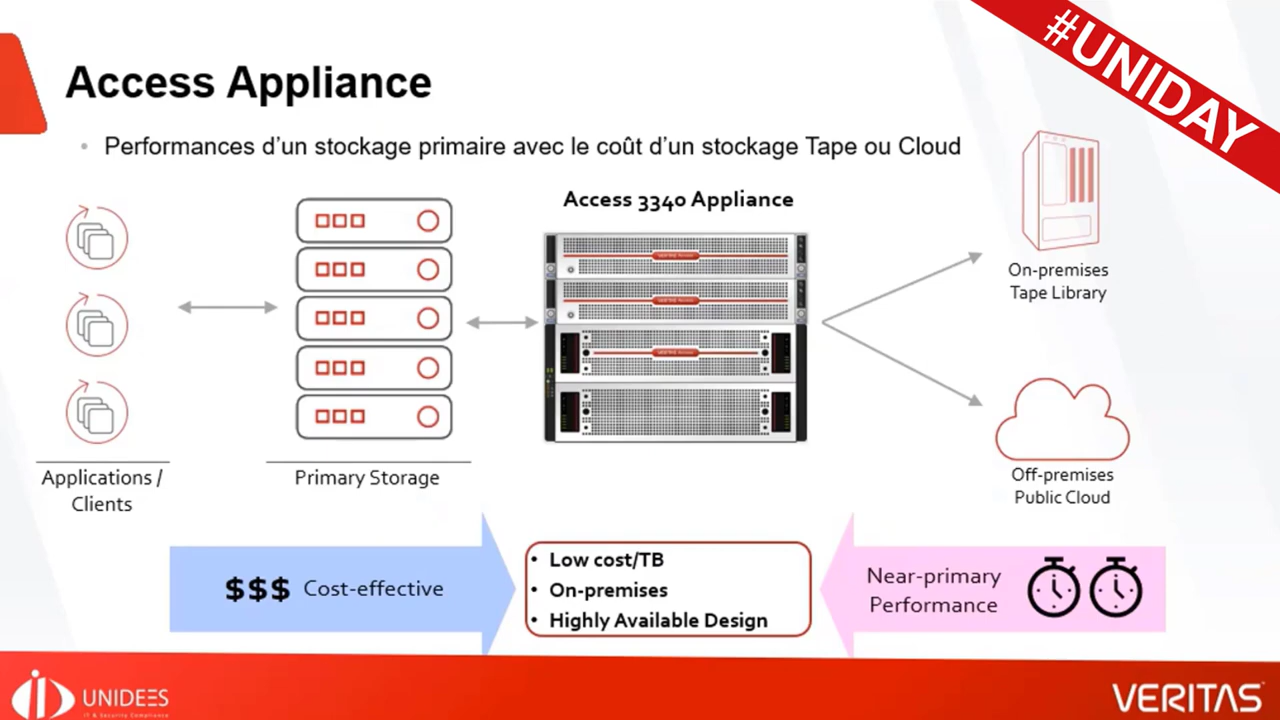 #UNIDAY
Access Appliance
• Performances d’un stockage primaire avec le coût d’un stockage Tape ou Cloud
Access 3340 Appliance
On-premises
Tape Library
Applications /
Clients
Primary Storage
Off-premises
Public Cloud
$$$ Cost-effective
• Low cost/TB
• On-premises
• Highly Available Design
Near-primary
Performance
UNIDEES
IT & Security Compliance
VERITAS